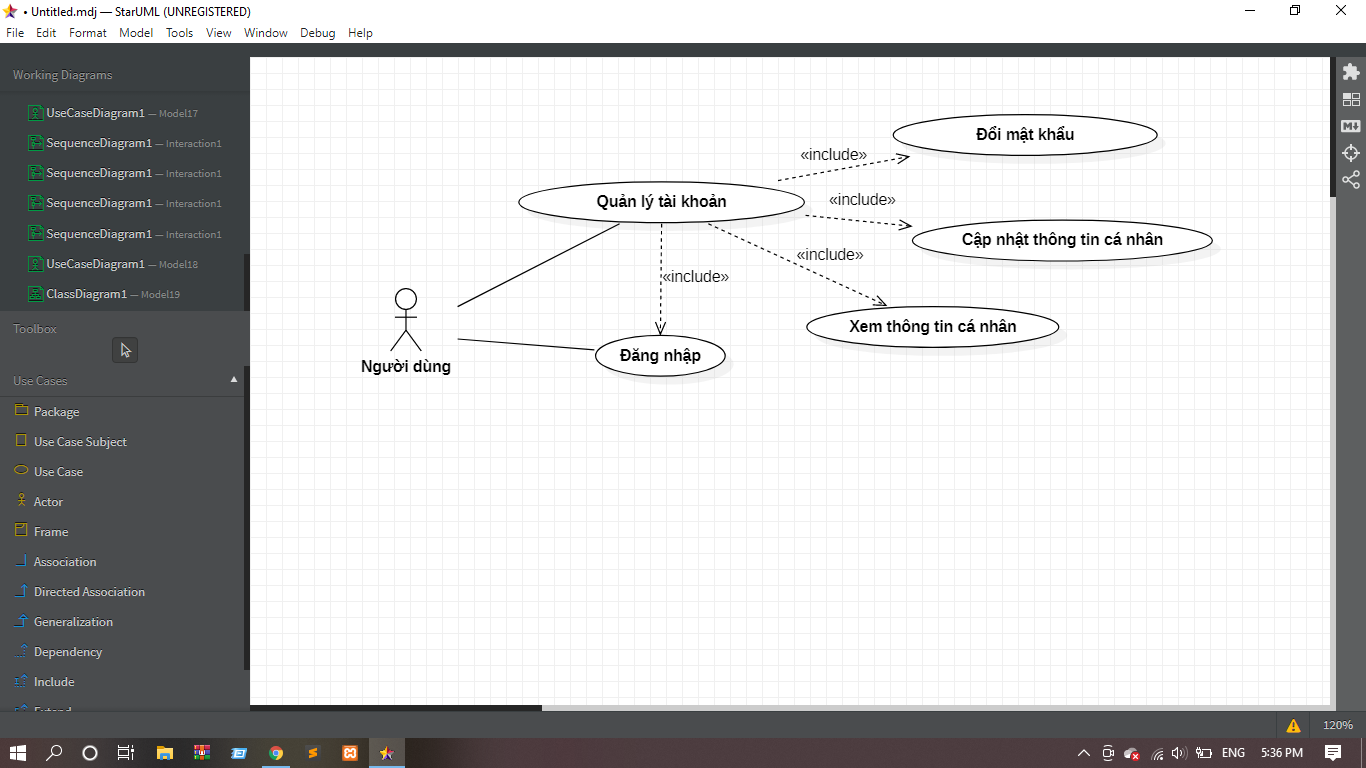 • Untitled.mdj — StarUML (UNREGISTERED)
File Edit Format Model Tools View Window Debug Help
Working Diagrams
UseCaseDiagram1 — Model17
SequenceDiagram1 — Interaction1
SequenceDiagram1 — Interaction1
SequenceDiagram1 — Interaction1
SequenceDiagram1 — Interaction1
UseCaseDiagram1 — Model18
ClassDiagram1 — Model19
Toolbox
Use Cases
Package
Use Case Subject
Use Case
Actor
Frame
Association
Directed Association
Generalization
Dependency
Include
Extend
Đổi mật khẩu
«include»
Quản lý tài khoản
«include»
Cập nhật thông tin cá nhân
«include»
«include»
Xem thông tin cá nhân
Đăng nhập
Người dùng
M↓
120%
ENG 5:36 PM